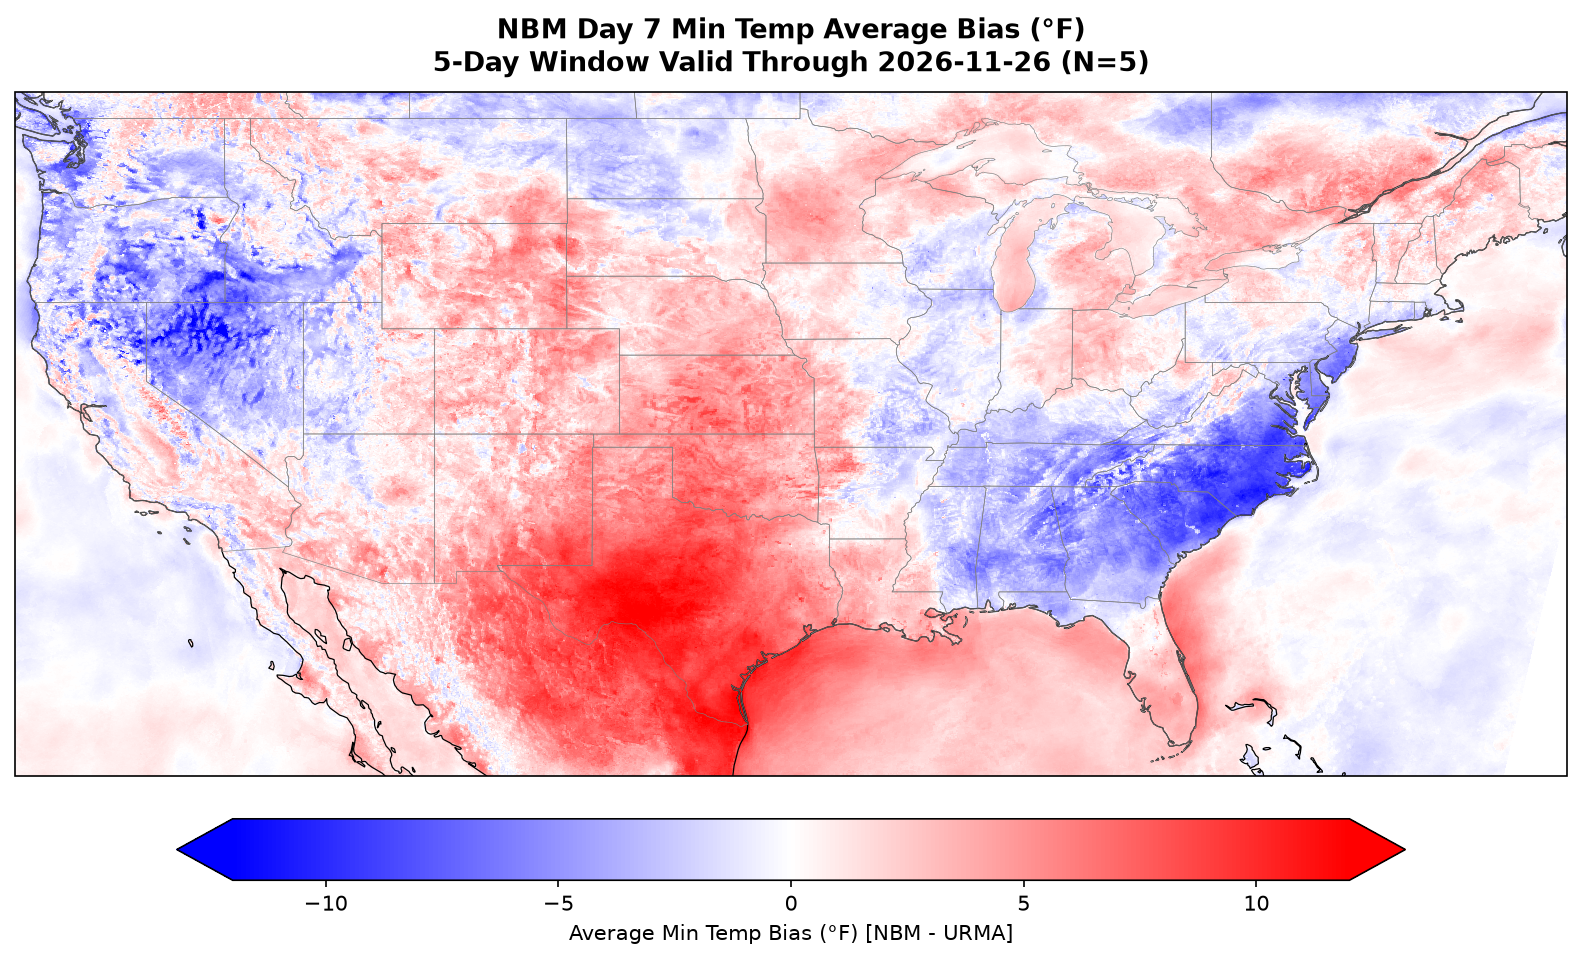 NBM Day 7 Min Temp Average Bias (°F)
5-Day Window Valid Through 2026-11-26 (N=5)
−10 −5 0 5 10
Average Min Temp Bias (°F) [NBM - URMA]